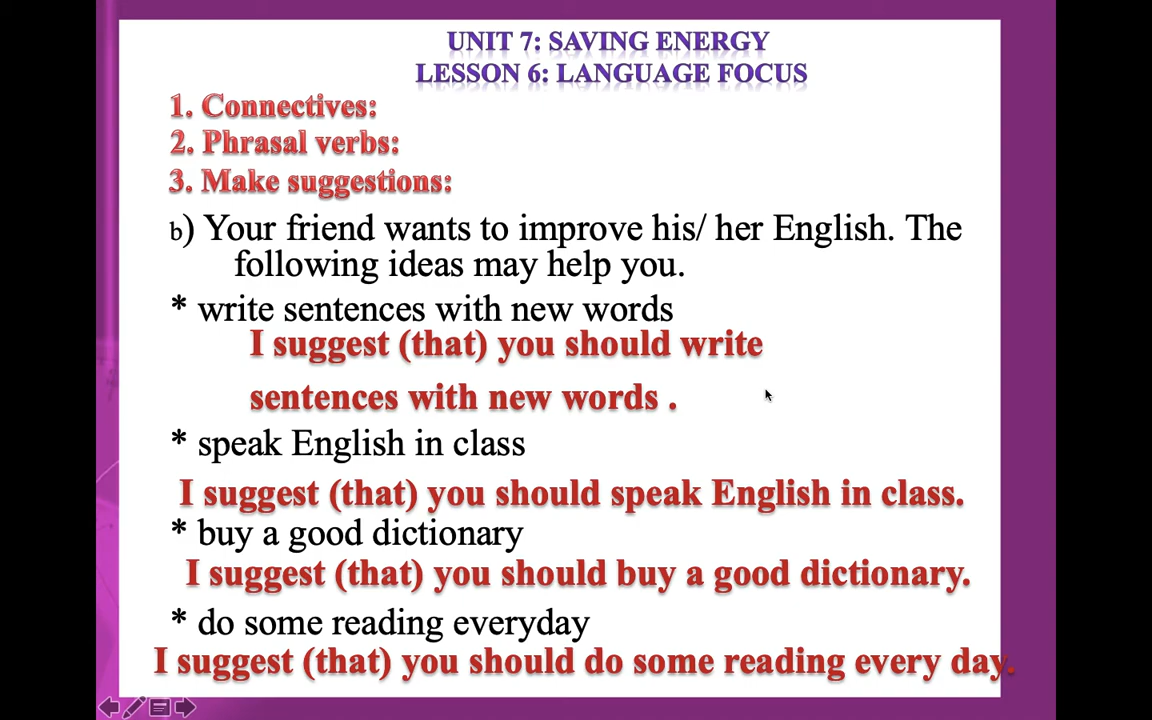 UNIT 7: SAVING ENERGY
LESSON 6: LANGUAGE FOCUS
1. Connectives:
2. Phrasal verbs:
3. Make suggestions:
b) Your friend wants to improve his/ her English. The
following ideas may help you.
* write sentences with new words
I suggest (that) you should write
sentences with new words .
* speak English in class
I suggest (that) you should speak English in class.
* buy a good dictionary
I suggest (that) you should buy a good dictionary.
* do some reading everyday
I suggest (that) you should do some reading every day.